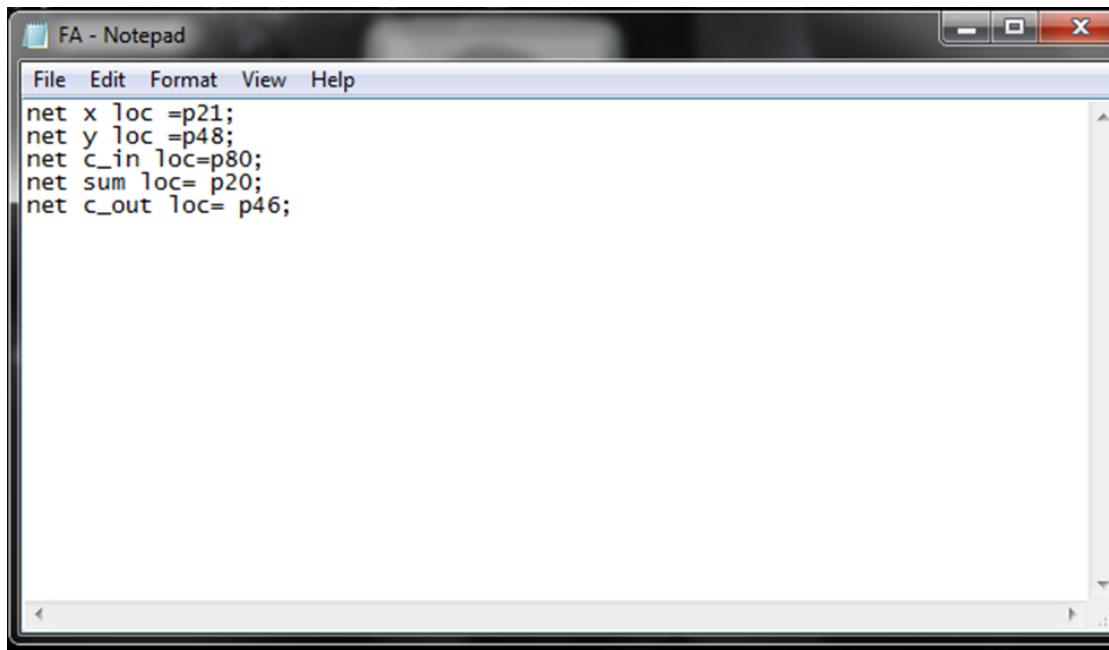 FA - Notepad
File Edit Format View Help
net x loc =p21;
net y loc =p48;
net c_in loc=p80;
net sum loc= p20;
net c_out loc= p46;